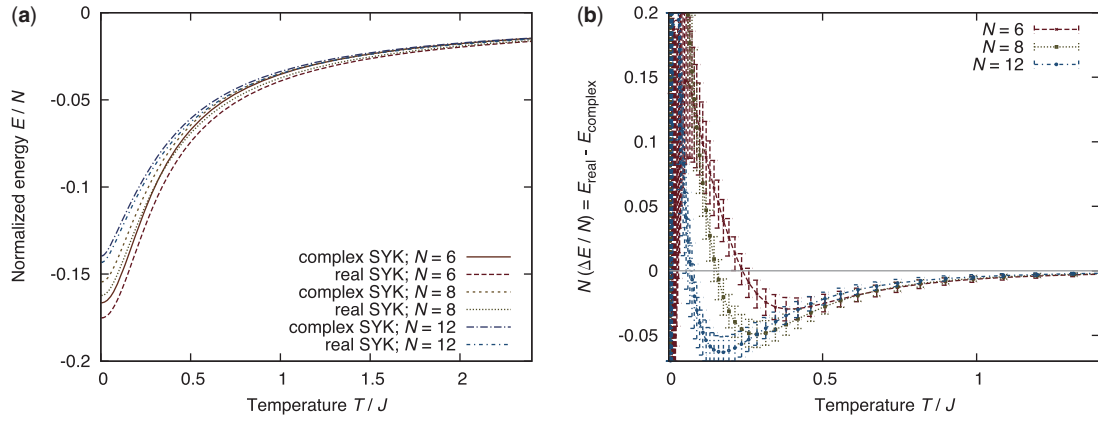 (a)
0
-0.05
-0.1
-0.15
-0.2
Normalized energy E / N
complex SYK; N = 6
real SYK; N = 6
complex SYK; N = 8
real SYK; N = 8
complex SYK; N = 12
real SYK; N = 12
0 0.5 1 1.5 2
Temperature T / J
(b)
0.2
0.15
0.1
0.05
0
-0.05
N (ΔE / N) = E_real - E_complex
N = 6
N = 8
N = 12
0 0.5 1
Temperature T / J